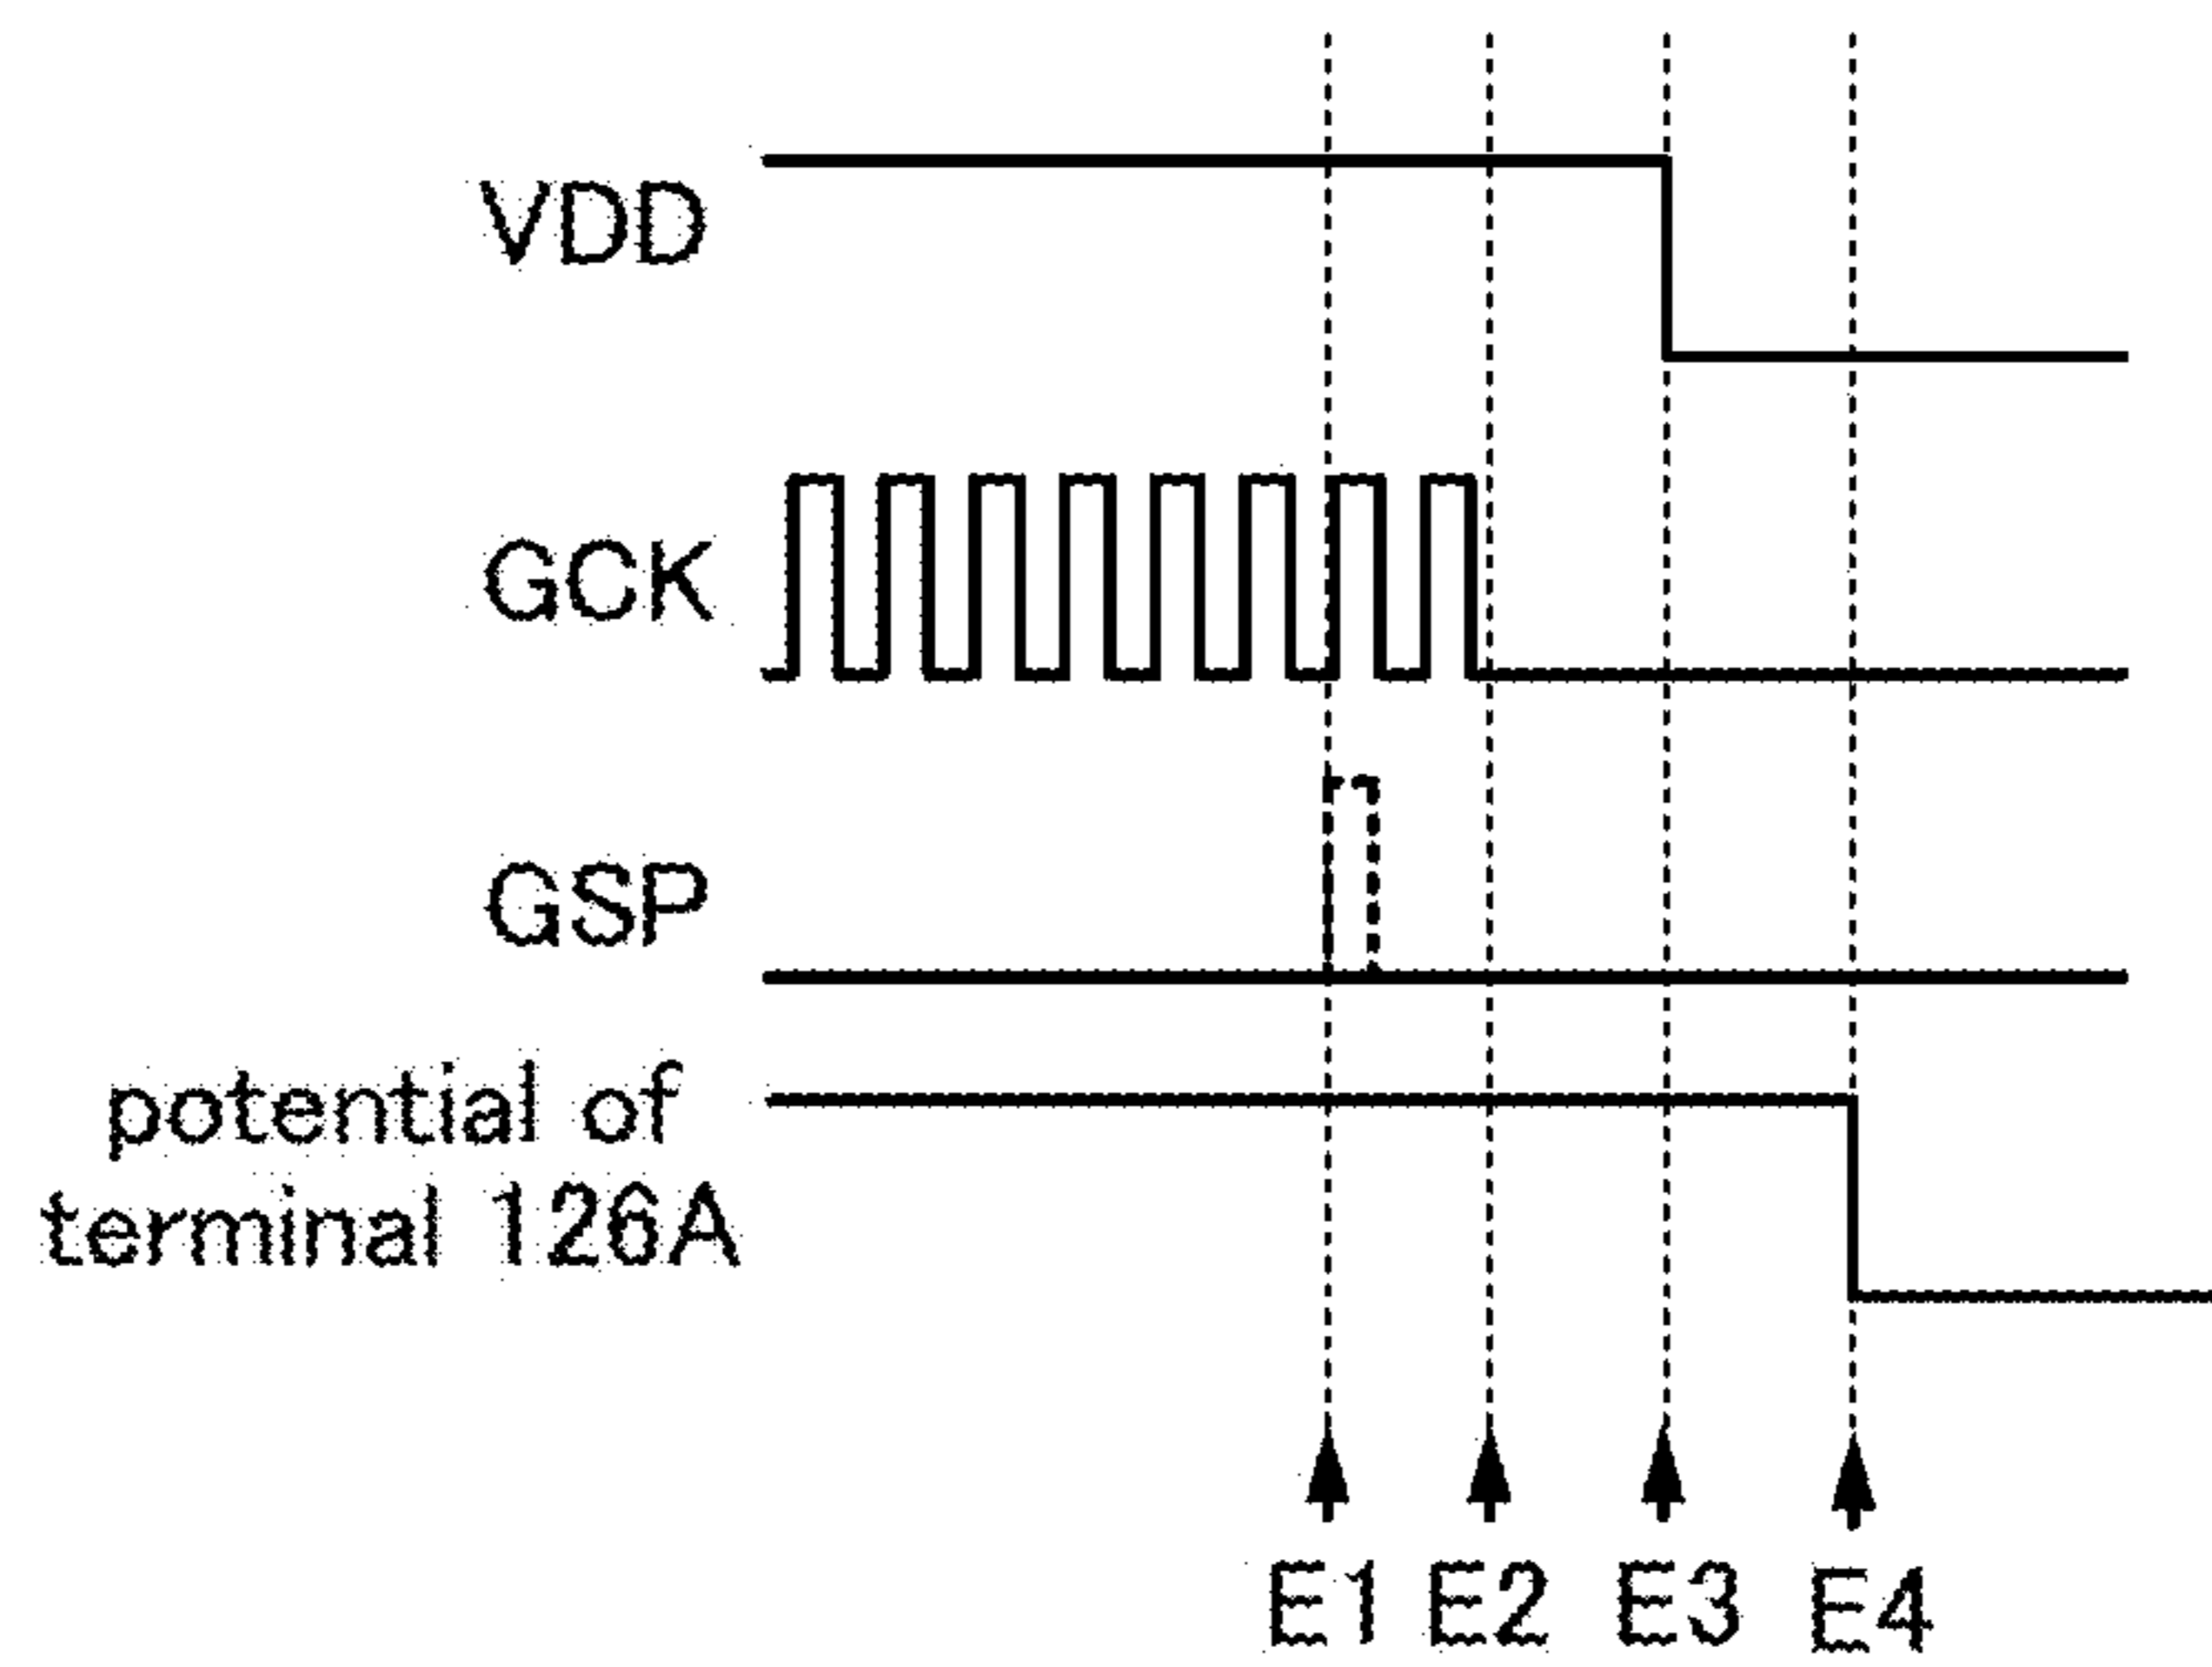 VDD
GCK
GSP
potential of
terminal 126A
E1 E2 E3 E4